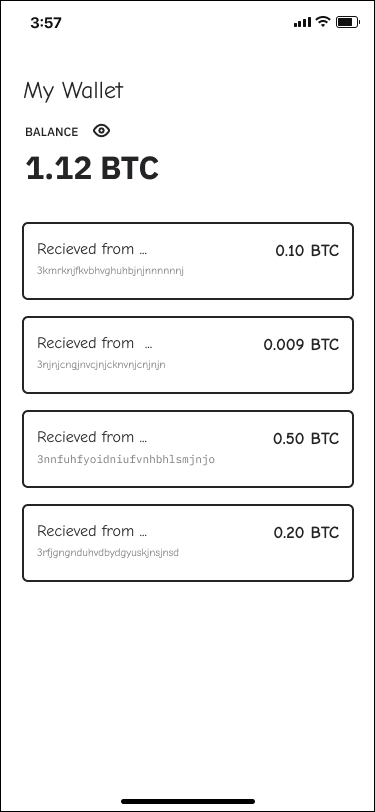 3:57
My Wallet
BALANCE
1.12 BTC
Recieved from ...
0.10 BTC
3kmrknjfkvbhvghuhbjnjnnnnnnj
Recieved from ...
0.009 BTC
3njnjcngjnvcjnjcknvnjcnjnjn
Recieved from ...
0.50 BTC
3nnfuhfyoidniufvnhbhlsmjnjo
Recieved from ...
0.20 BTC
3rfjgngnduhvdbydgyuskjnsjnsd